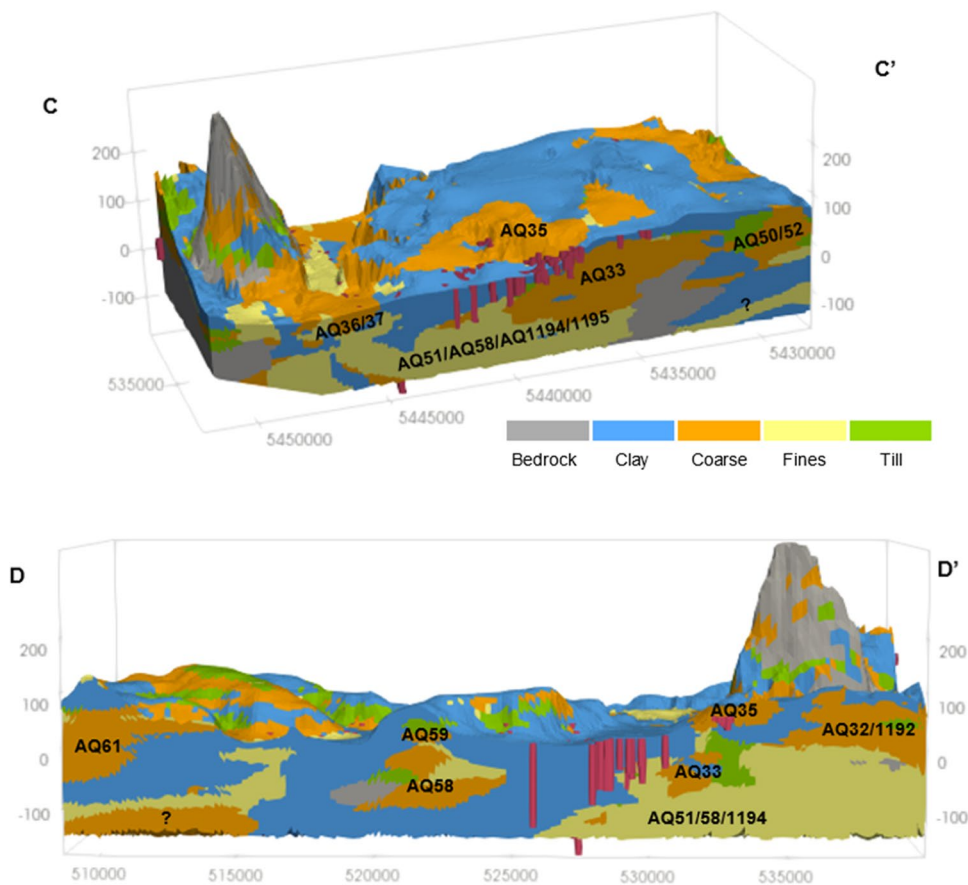 C
C’
200
100
0
-100
200
100
0
-100
AQ35
AQ50/52
AQ33
AQ36/37
?
AQ51/AQ58/AQ1194/1195
535000
5450000
5445000
5440000
5435000
5430000
Bedrock Clay Coarse Fines Till
D
D’
200
100
0
-100
200
100
0
-100
AQ35
AQ32/1192
AQ59
AQ61
AQ33
AQ58
?
AQ51/58/1194
510000 515000 520000 525000 530000 535000